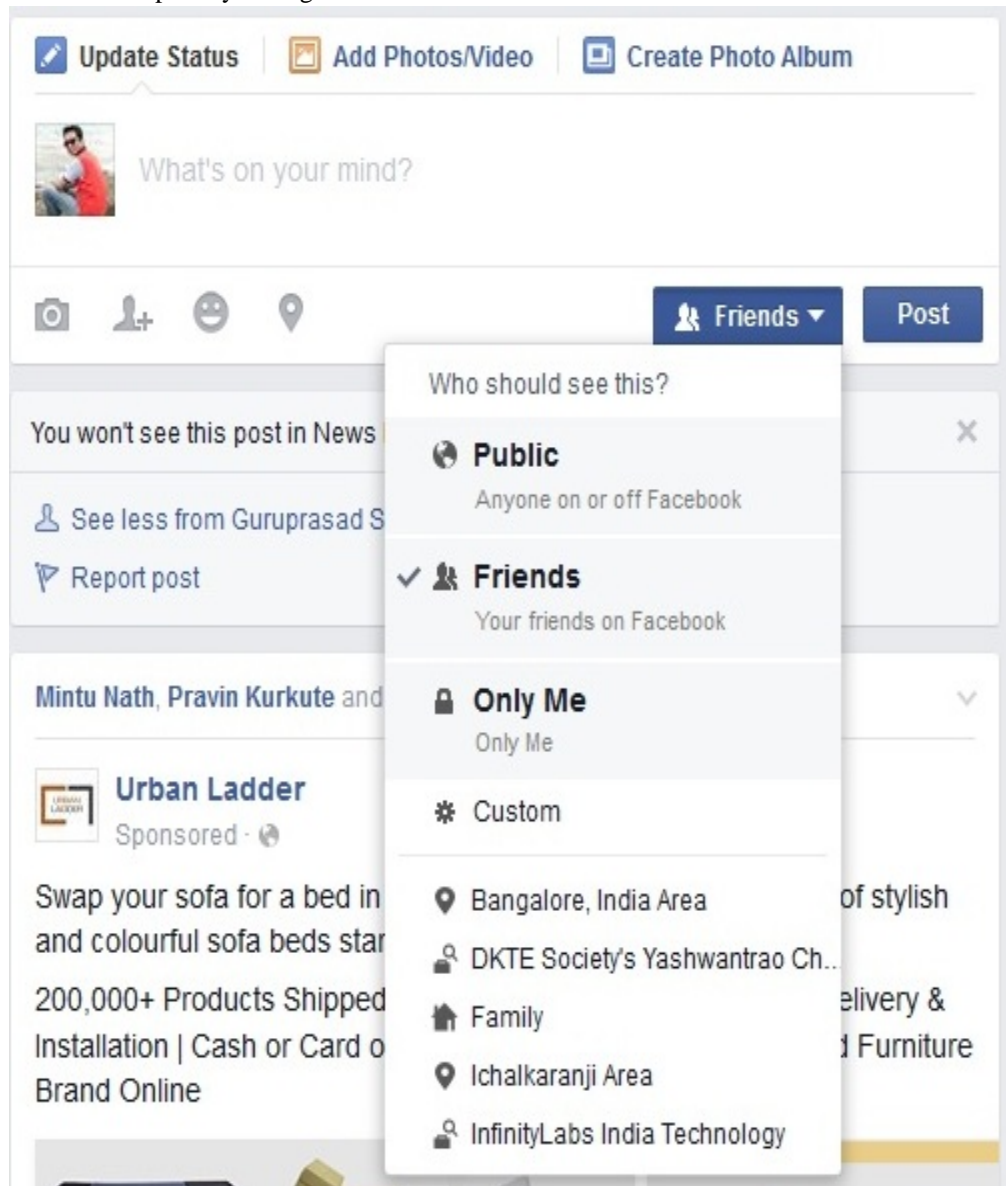 Update Status Add Photos/Video Create Photo Album
What's on your mind?
Friends Post
Who should see this?
You won't see this post in News
Public
Anyone on or off Facebook
See less from Guruprasad S
Report post
Friends
Your friends on Facebook
Mintu Nath, Pravin Kurkute and
Only Me
Only Me
URBAN
LADDER
Urban Ladder
Sponsored ·
Custom
Swap your sofa for a bed in
Bangalore, India Area
of stylish
and colourful sofa beds star
DKTE Society's Yashwantrao Ch...
200,000+ Products Shipped
Family
elivery &
Installation | Cash or Card o
Ichalkaranji Area
d Furniture
Brand Online
InfinityLabs India Technology